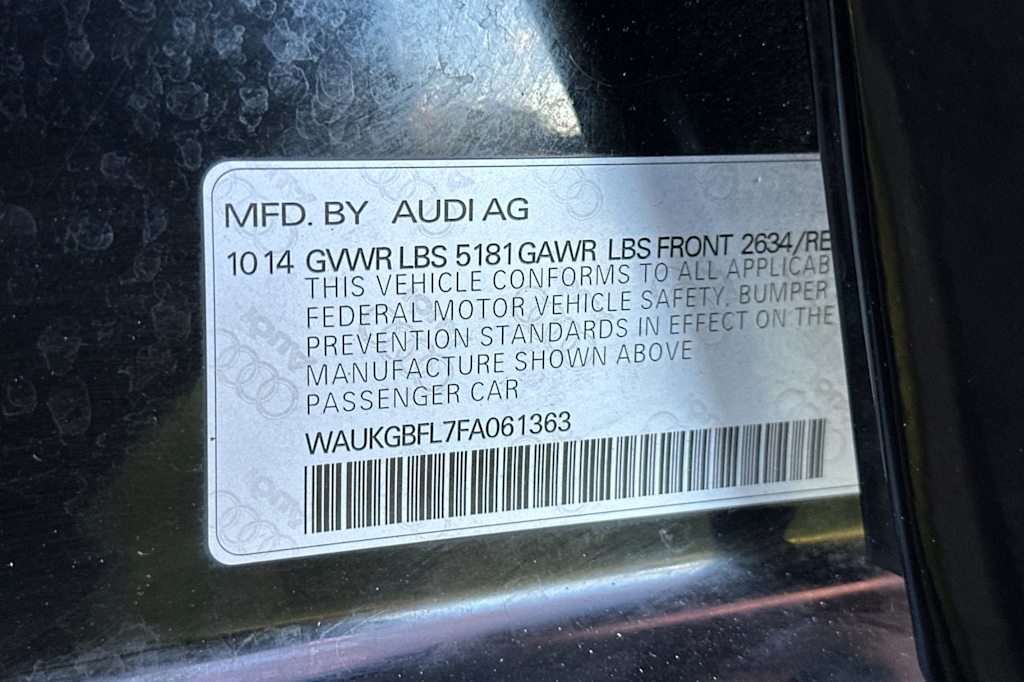 MFD. BY AUDI AG
10 14 GVWR LBS 5181 GAWR LBS FRONT 2634/RE
THIS VEHICLE CONFORMS TO ALL APPLICAB
FEDERAL MOTOR VEHICLE SAFETY, BUMPER
PREVENTION STANDARDS IN EFFECT ON THE
MANUFACTURE SHOWN ABOVE
PASSENGER CAR
WAUKGBFL7FA061363